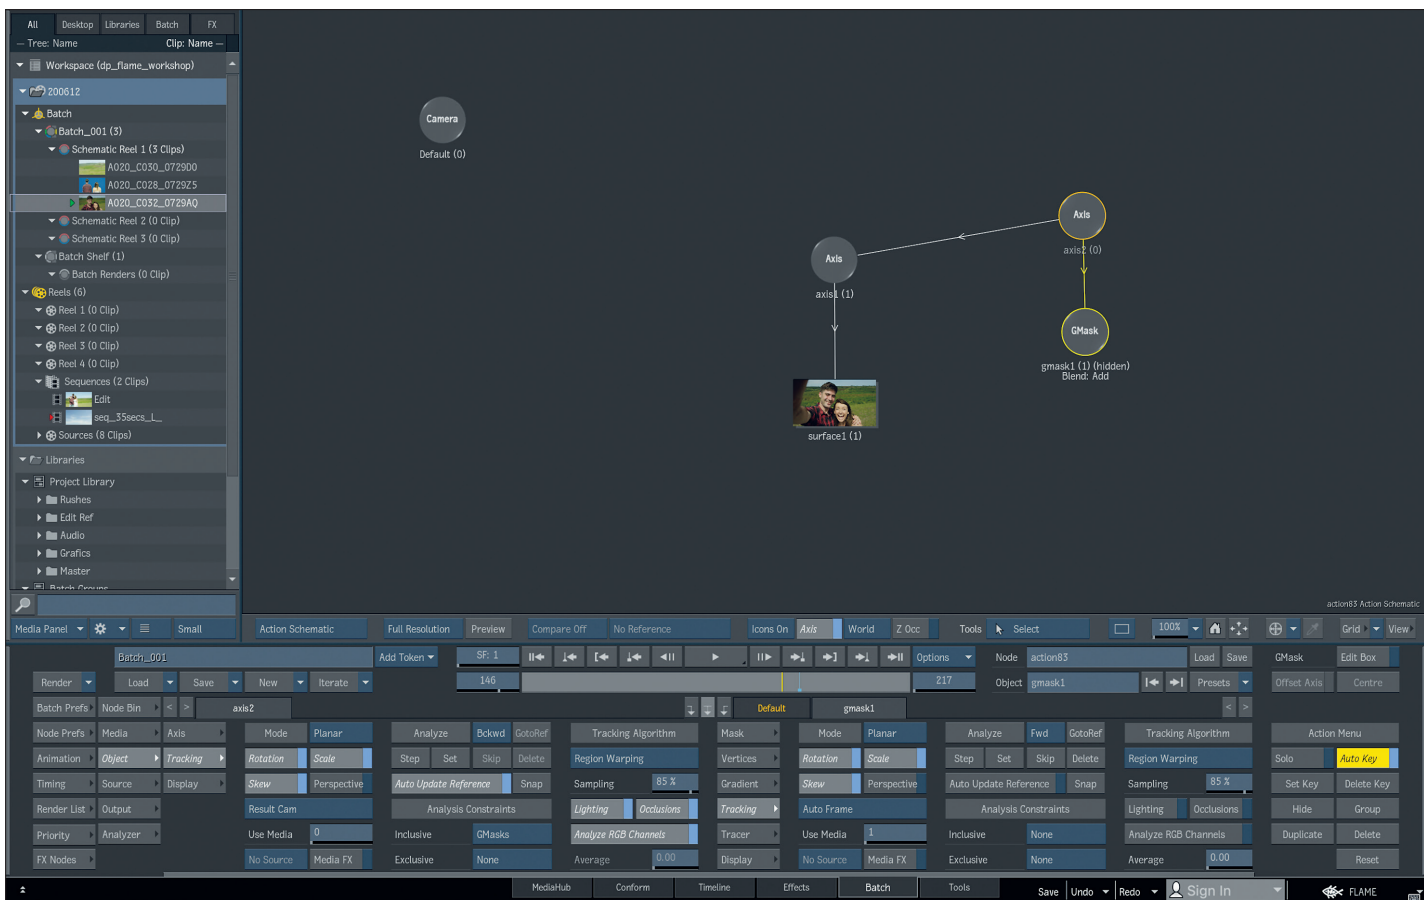 All Desktop Libraries Batch FX
Tree: Name Clip: Name
Workspace (dp_flame_workshop)
200612
Batch
Batch_001 (3)
Schematic Reel 1 (3 Clips)
A020_C030_0729D0
A020_C028_0729Z5
A020_C032_0729AQ
Schematic Reel 2 (0 Clip)
Schematic Reel 3 (0 Clip)
Batch Shelf (1)
Batch Renders (0 Clip)
Reels (6)
Reel 1 (0 Clip)
Reel 2 (0 Clip)
Reel 3 (0 Clip)
Reel 4 (0 Clip)
Sequences (2 Clips)
Edit
seq_35secs_L_
Sources (8 Clips)
Libraries
Project Library
Rushes
Edit Ref
Audio
Grafics
Master
Batch Groups
Media Panel Small
Camera
Default (0)
Axis
axis2 (0)
Axis
axis1 (1)
GMask
gmask1 (1) (hidden)
Blend: Add
surface1 (1)
action83 Action Schematic
Action Schematic Full Resolution Preview Compare Off No Reference Icons On Axis World Z Occ Tools Select 100% Grid View
Batch_001 Add Token SF: 1 Options Node action83 Load Save GMask Edit Box
Render Load Save New Iterate 146 217 Object gmask1 Presets Offset Axis Centre
Batch Prefs Node Bin < > axis2 Default gmask1 < >
Node Prefs Media Axis Mode Planar Analyze Bckwd GotoRef Tracking Algorithm Mask Mode Planar Analyze Fwd GotoRef Tracking Algorithm Action Menu
Animation Object Tracking Rotation Scale Step Set Skip Delete Region Warping Vertices Rotation Scale Step Set Skip Delete Region Warping Solo Auto Key
Timing Source Display Skew Perspective Auto Update Reference Snap Sampling 85 % Gradient Skew Perspective Auto Update Reference Snap Sampling 85 % Set Key Delete Key
Render List Output Result Cam Analysis Constraints Lighting Occlusions Tracking Auto Frame Analysis Constraints Lighting Occlusions Hide Group
Priority Analyzer Use Media 0 Inclusive GMasks Analyze RGB Channels Tracer Use Media 1 Inclusive None Analyze RGB Channels Duplicate Delete
FX Nodes No Source Media FX Exclusive None Average 0.00 Display No Source Media FX Exclusive None Average 0.00 Reset
MediaHub Conform Timeline Effects Batch Tools Save Undo Redo Sign In FLAME